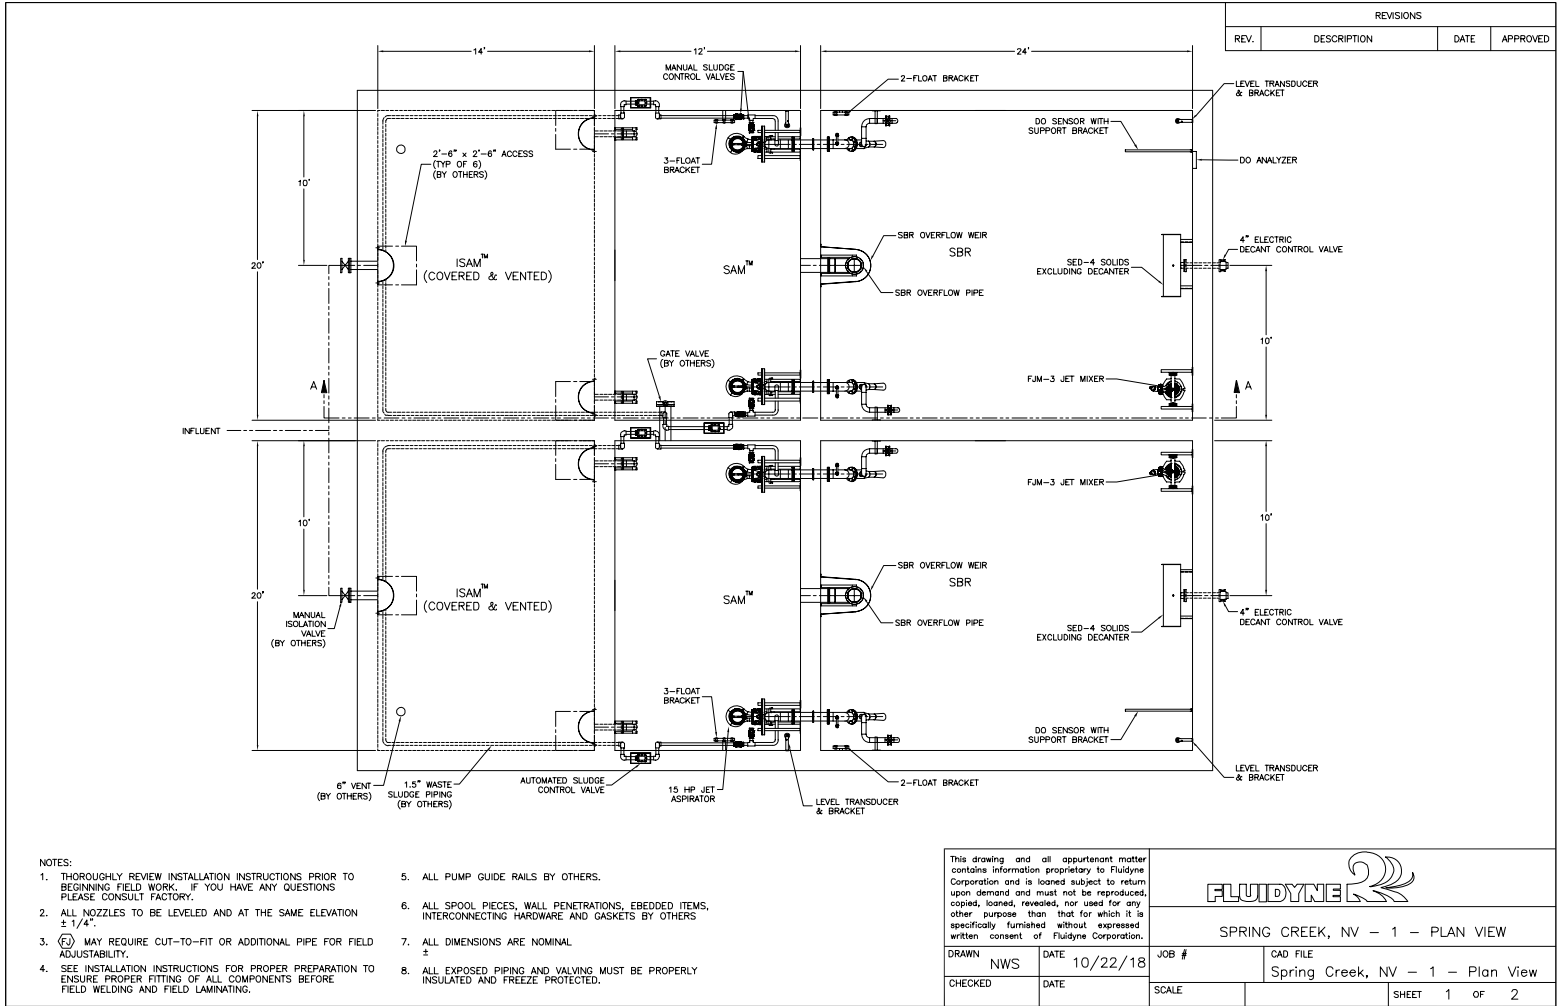 REVISIONS
REV. DESCRIPTION DATE APPROVED
14'
12'
24'
MANUAL SLUDGE
CONTROL VALVES
2-FLOAT BRACKET
LEVEL TRANSDUCER
& BRACKET
DO SENSOR WITH
SUPPORT BRACKET
2'-6" x 2'-6" ACCESS
(TYP OF 6)
(BY OTHERS)
3-FLOAT
BRACKET
DO ANALYZER
10'
20'
ISAM™
(COVERED & VENTED)
SAM™
SBR OVERFLOW WEIR
SBR
SBR OVERFLOW PIPE
SED-4 SOLIDS
EXCLUDING DECANTER
4" ELECTRIC
DECANT CONTROL VALVE
10'
GATE VALVE
(BY OTHERS)
FJM-3 JET MIXER
A
A
INFLUENT
FJM-3 JET MIXER
10'
10'
20'
ISAM™
(COVERED & VENTED)
SAM™
SBR OVERFLOW WEIR
SBR
SBR OVERFLOW PIPE
SED-4 SOLIDS
EXCLUDING DECANTER
4" ELECTRIC
DECANT CONTROL VALVE
MANUAL
ISOLATION
VALVE
(BY OTHERS)
3-FLOAT
BRACKET
DO SENSOR WITH
SUPPORT BRACKET
6" VENT
(BY OTHERS)
1.5" WASTE
SLUDGE PIPING
(BY OTHERS)
AUTOMATED SLUDGE
CONTROL VALVE
15 HP JET
ASPIRATOR
LEVEL TRANSDUCER
& BRACKET
2-FLOAT BRACKET
LEVEL TRANSDUCER
& BRACKET
NOTES:
1. THOROUGHLY REVIEW INSTALLATION INSTRUCTIONS PRIOR TO
BEGINNING FIELD WORK. IF YOU HAVE ANY QUESTIONS
PLEASE CONSULT FACTORY.
2. ALL NOZZLES TO BE LEVELED AND AT THE SAME ELEVATION
± 1/4".
3. FJ MAY REQUIRE CUT-TO-FIT OR ADDITIONAL PIPE FOR FIELD
ADJUSTABILITY.
4. SEE INSTALLATION INSTRUCTIONS FOR PROPER PREPARATION TO
ENSURE PROPER FITTING OF ALL COMPONENTS BEFORE
FIELD WELDING AND FIELD LAMINATING.
5. ALL PUMP GUIDE RAILS BY OTHERS.
6. ALL SPOOL PIECES, WALL PENETRATIONS, EBEDDED ITEMS,
INTERCONNECTING HARDWARE AND GASKETS BY OTHERS
7. ALL DIMENSIONS ARE NOMINAL
±
8. ALL EXPOSED PIPING AND VALVING MUST BE PROPERLY
INSULATED AND FREEZE PROTECTED.
This drawing and all appurtenant matter
contains information proprietary to Fluidyne
Corporation and is loaned subject to return
upon demand and must not be reproduced,
copied, loaned, revealed, nor used for any
other purpose than that for which it is
specifically furnished without expressed
written consent of Fluidyne Corporation.
FLUIDYNE
SPRING CREEK, NV - 1 - PLAN VIEW
DRAWN NWS DATE 10/22/18
JOB #
CAD FILE
Spring Creek, NV - 1 - Plan View
CHECKED DATE
SCALE
SHEET 1 OF 2